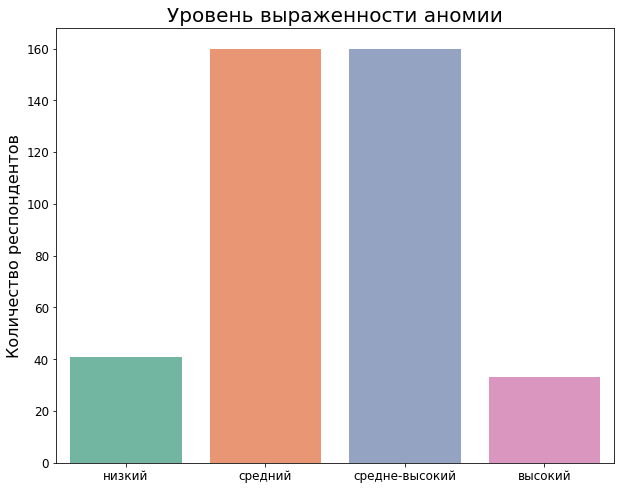 Уровень выраженности аномии
Количество респондентов
160
140
120
100
80
60
40
20
0
низкий
средний
средне-высокий
высокий